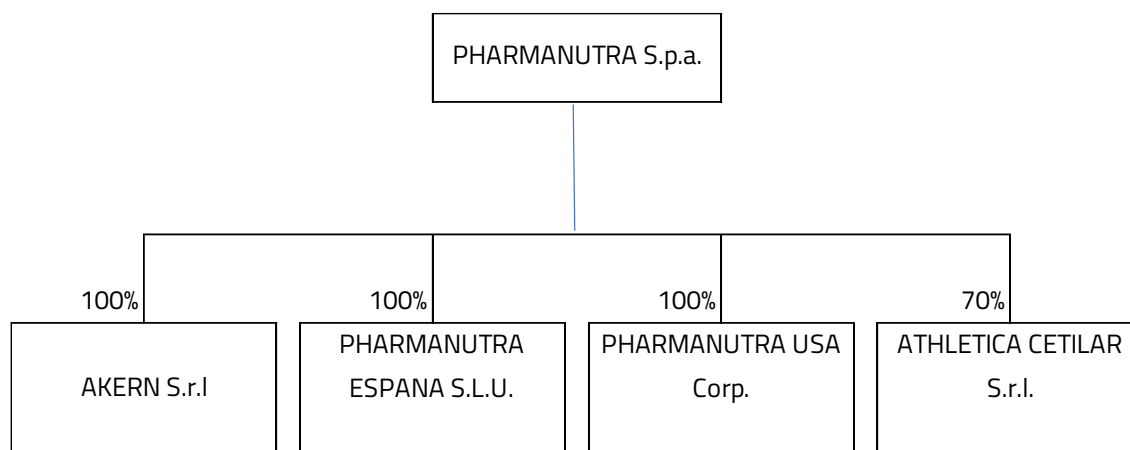 PHARMANUTRA S.p.a.
100%
100%
100%
70%
AKERN S.r.l
PHARMANUTRA
ESPANA S.L.U.
PHARMANUTRA USA
Corp.
ATHLETICA CETILAR
S.r.l.